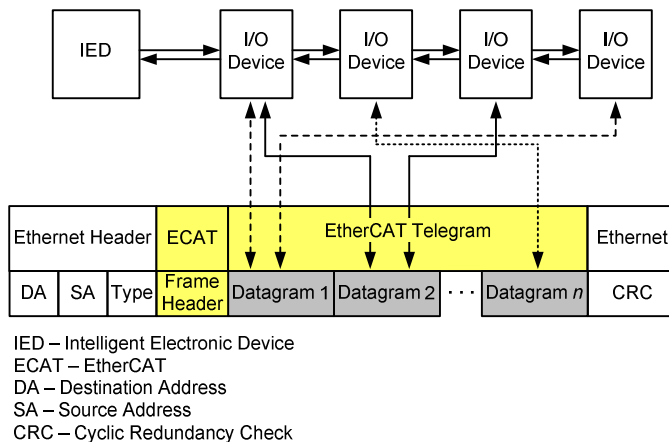 IED
I/O
Device
I/O
Device
I/O
Device
I/O
Device
Ethernet Header
ECAT
EtherCAT Telegram
Ethernet
DA
SA
Type
Frame
Header
Datagram 1
Datagram 2
· · ·
Datagram n
CRC
IED – Intelligent Electronic Device
ECAT – EtherCAT
DA – Destination Address
SA – Source Address
CRC – Cyclic Redundancy Check